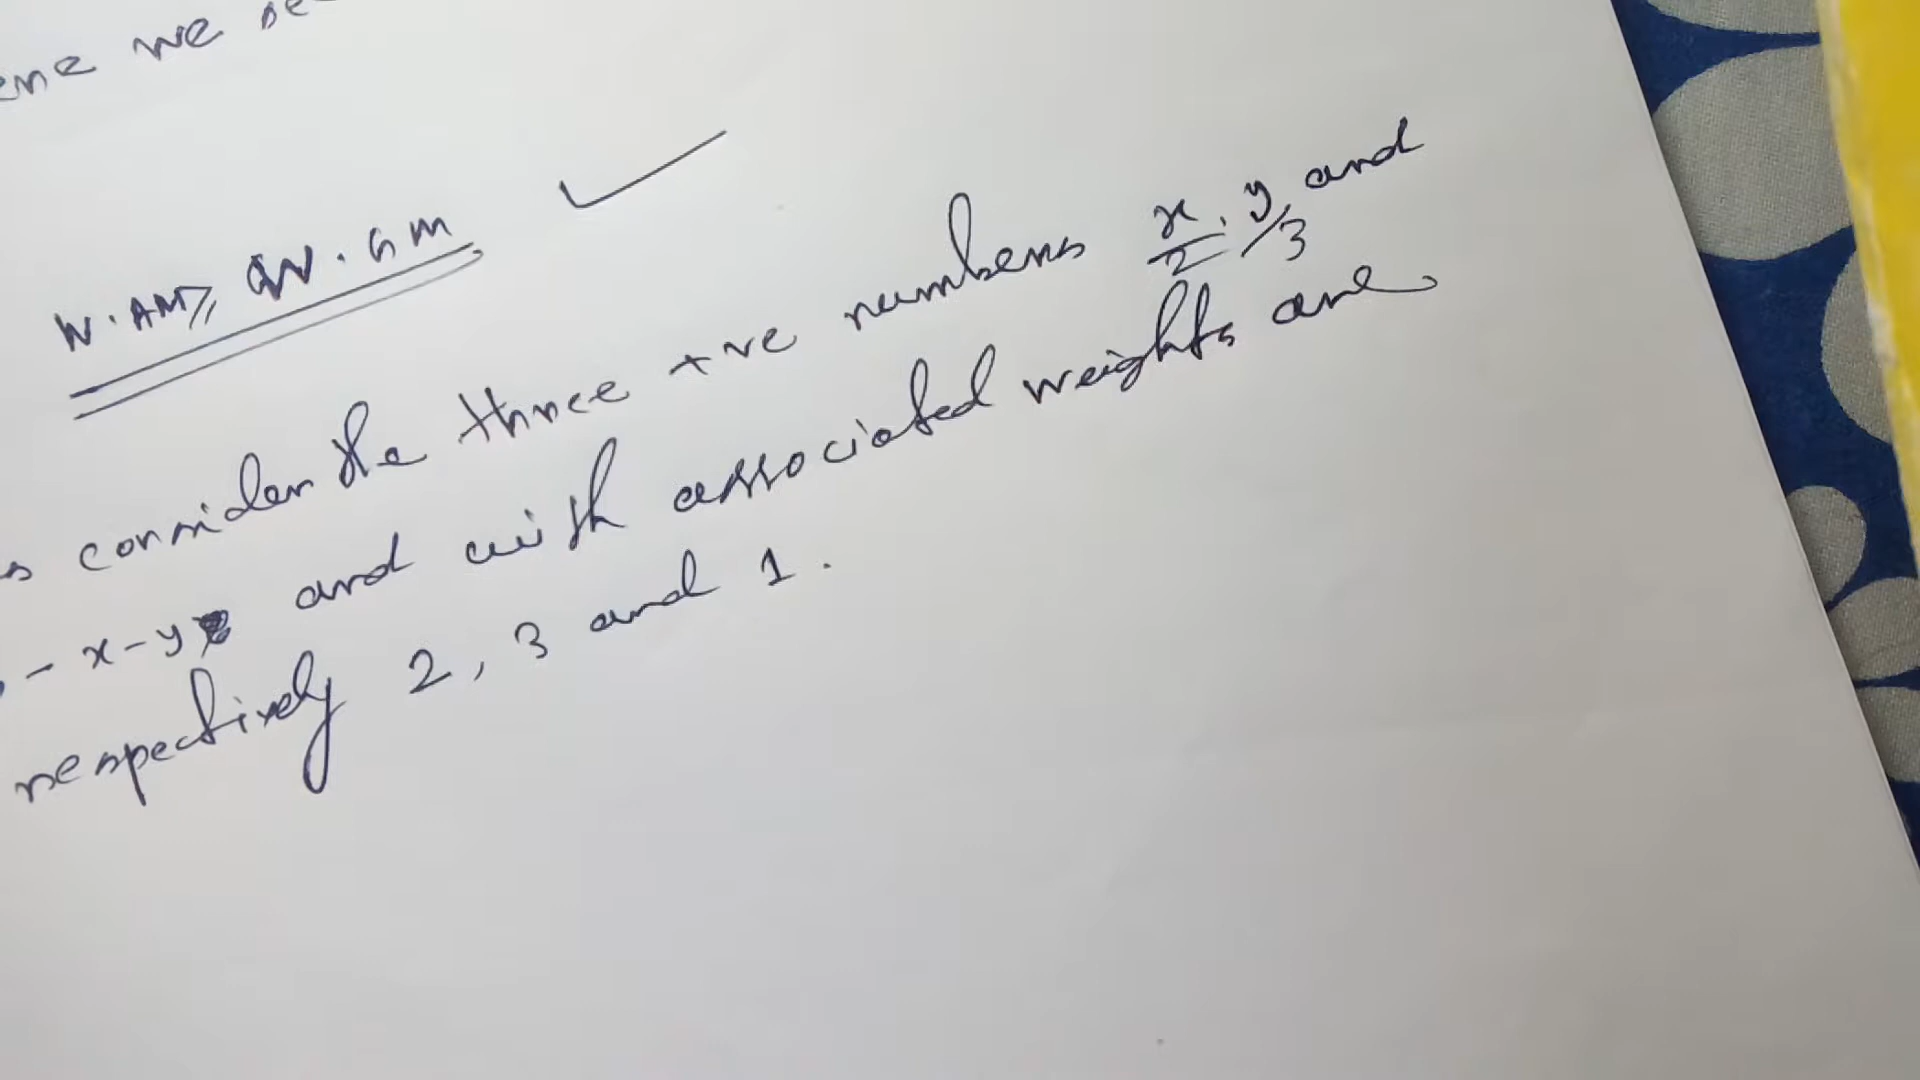 we
W. AM ≥ W. GM
consider the three +ve numbers x/2, y/3 and
- x - y and with associated weights are
respectively 2, 3 and 1.